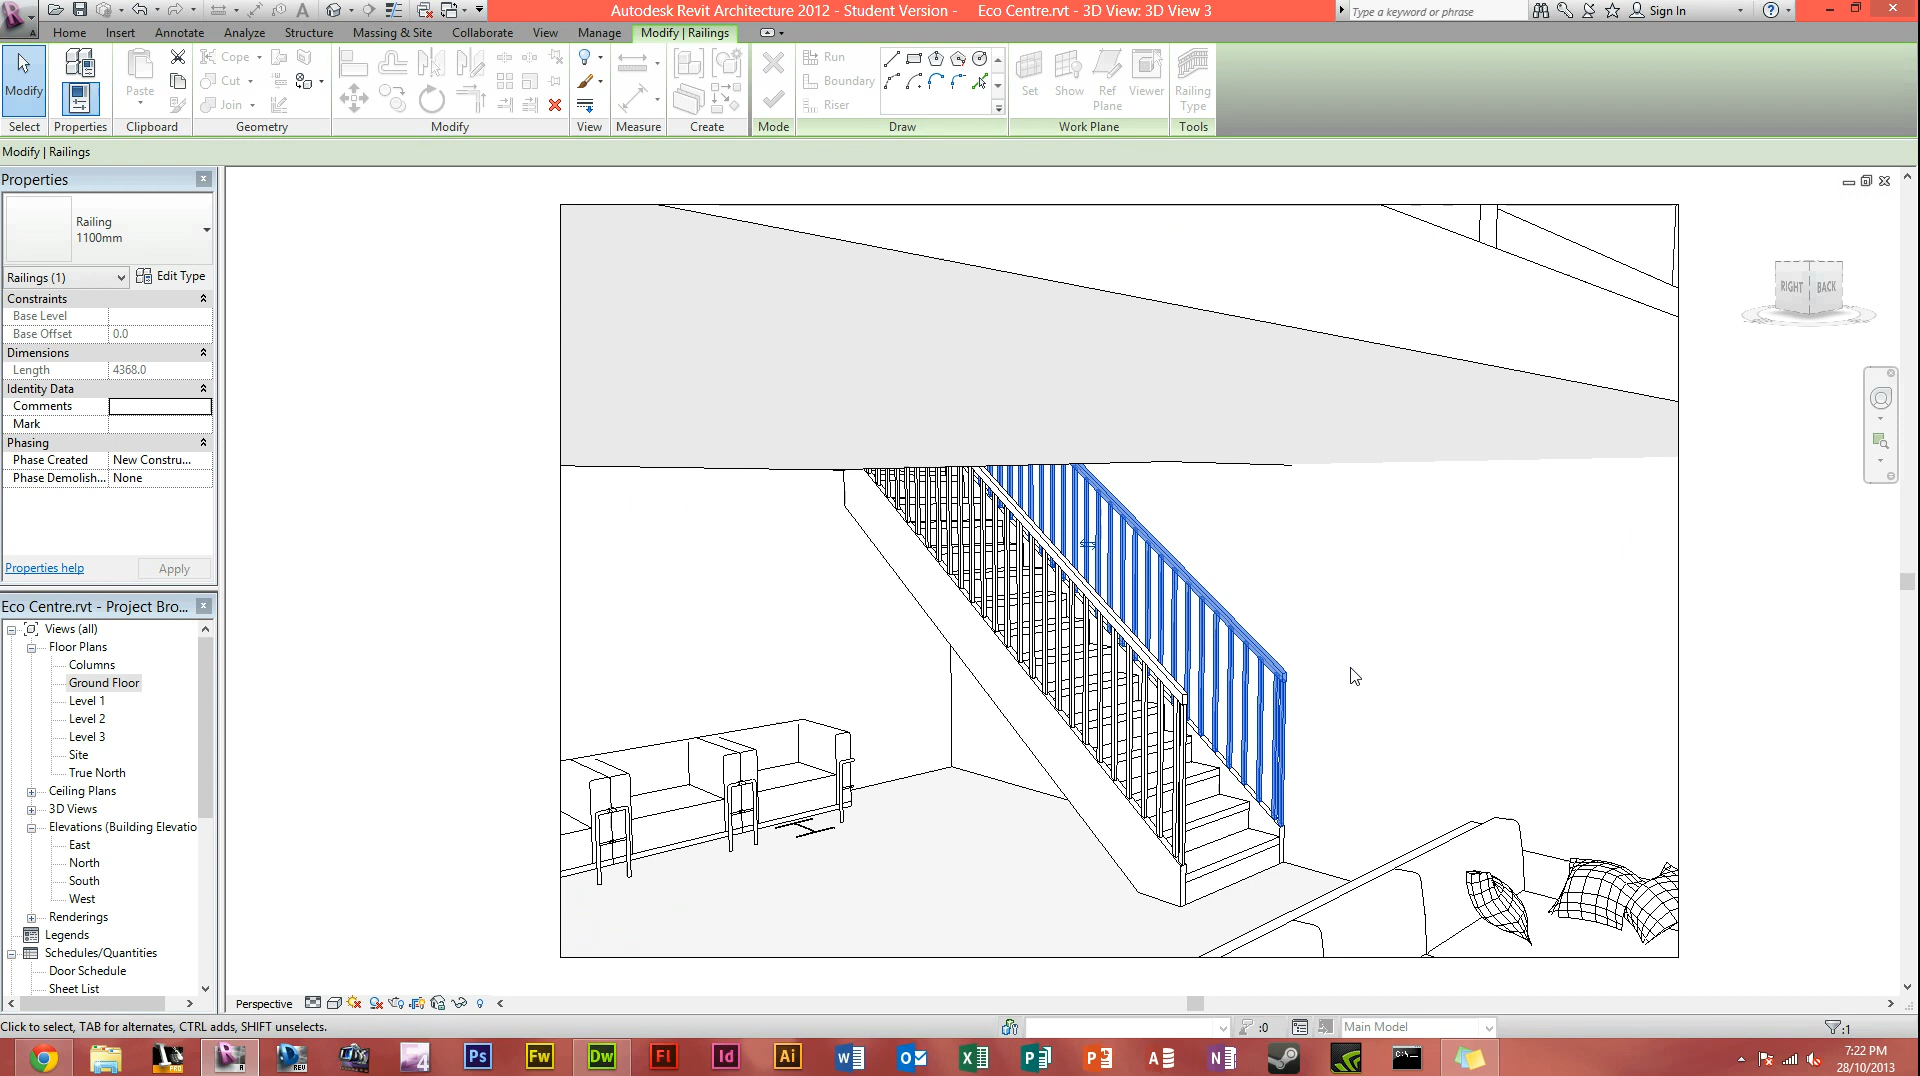 Autodesk Revit Architecture 2012 - Student Version -    Eco Centre.rvt - 3D View: 3D View 3
Type a keyword or phrase
Sign In
Home Insert Annotate Analyze Structure Massing & Site Collaborate View Manage Modify | Railings
Modify
Paste
Cope
Cut
Join
Run
Boundary
Riser
Set Show Ref Plane Viewer
Railing Type
Select Properties Clipboard Geometry Modify View Measure Create Mode Draw Work Plane Tools
Modify | Railings
Properties
Railing
1100mm
Railings (1) Edit Type
Constraints
Base Level
Base Offset 0.0
Dimensions
Length 4368.0
Identity Data
Comments
Mark
Phasing
Phase Created New Constru...
Phase Demolish... None
Properties help Apply
RIGHT BACK
Eco Centre.rvt - Project Bro...
Views (all)
Floor Plans
Columns
Ground Floor
Level 1
Level 2
Level 3
Site
True North
Ceiling Plans
3D Views
Elevations (Building Elevatio
East
North
South
West
Renderings
Legends
Schedules/Quantities
Door Schedule
Sheet List
Perspective
Click to select, TAB for alternates, CTRL adds, SHIFT unselects.
:0
Main Model
:1
Ps Fw Dw Fl Id Ai
7:22 PM
28/10/2013